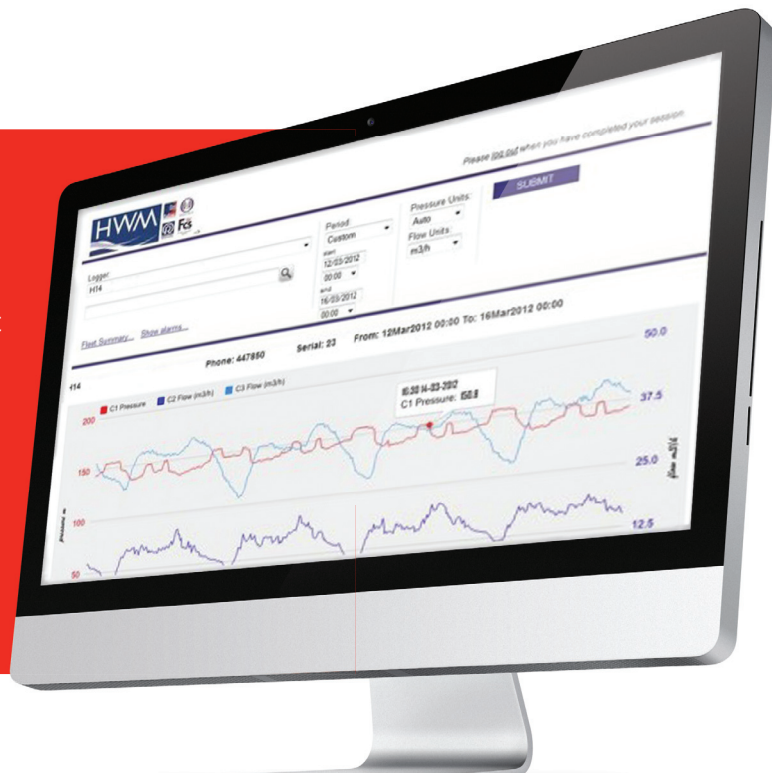 Please log out when you have completed your session.
HWM
Fcs
Logger:
H14
Period:
Custom
start
12/03/2012
00:00
end
16/03/2012
00:00
Pressure Units:
Auto
Flow Units:
m3/h
SUBMIT
Fleet Summary... Show alarms...
H14 Phone: 447850 Serial: 23 From: 12Mar2012 00:00 To: 16Mar2012 00:00
C1 Pressure C2 Flow (m3/h) C3 Flow (m3/h)
16:30 14-03-2012
C1 Pressure: 150.8
200
150
100
50
50.0
37.5
25.0
12.5